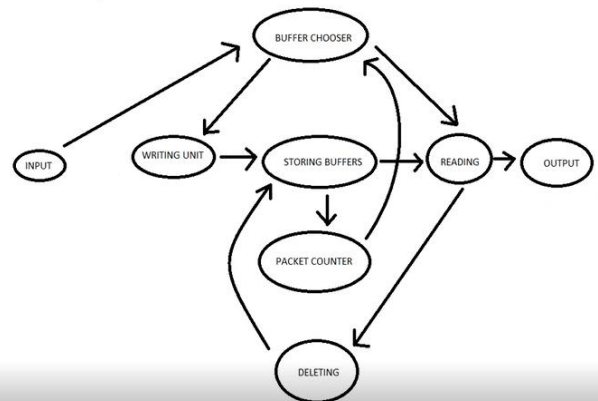 BUFFER CHOOSER
INPUT
WRITING UNIT
STORING BUFFERS
READING
OUTPUT
PACKET COUNTER
DELETING